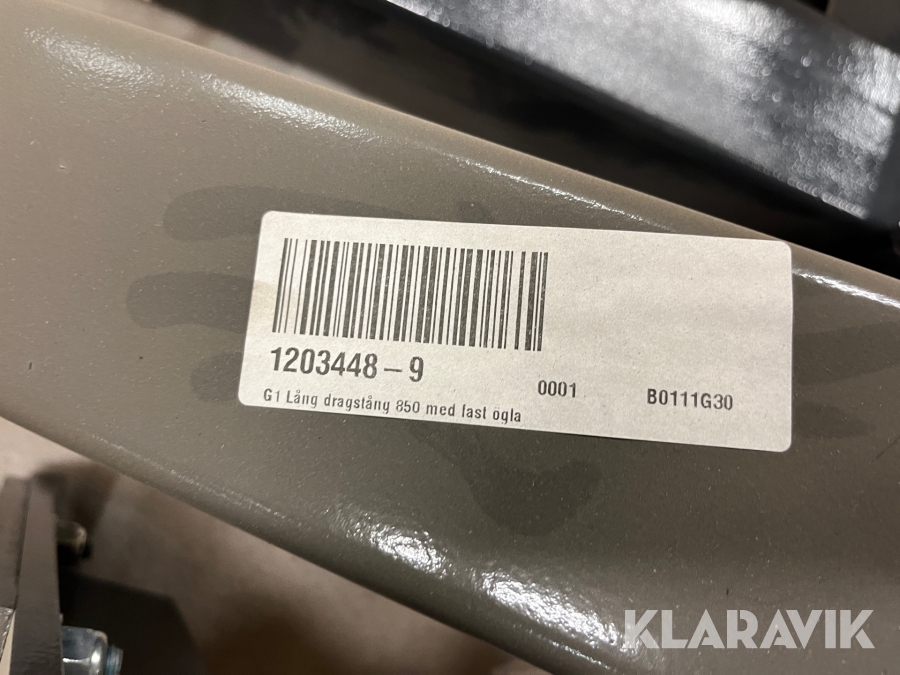 1203448-9
0001
B0111G30
G1 Lång dragstång 850 med fast ögla
KLARAVIK